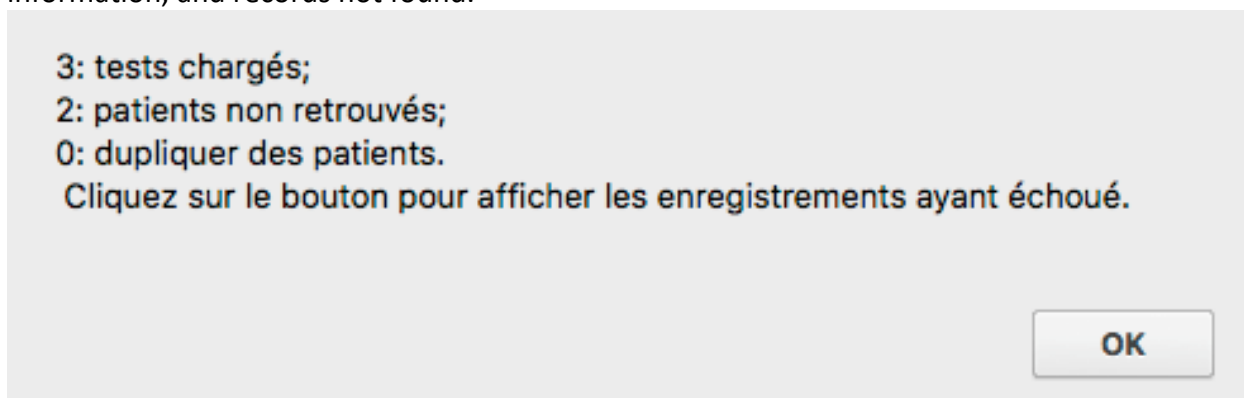 information, and records not found.
3: tests chargés;
2: patients non retrouvés;
0: dupliquer des patients.
Cliquez sur le bouton pour afficher les enregistrements ayant échoué.
OK